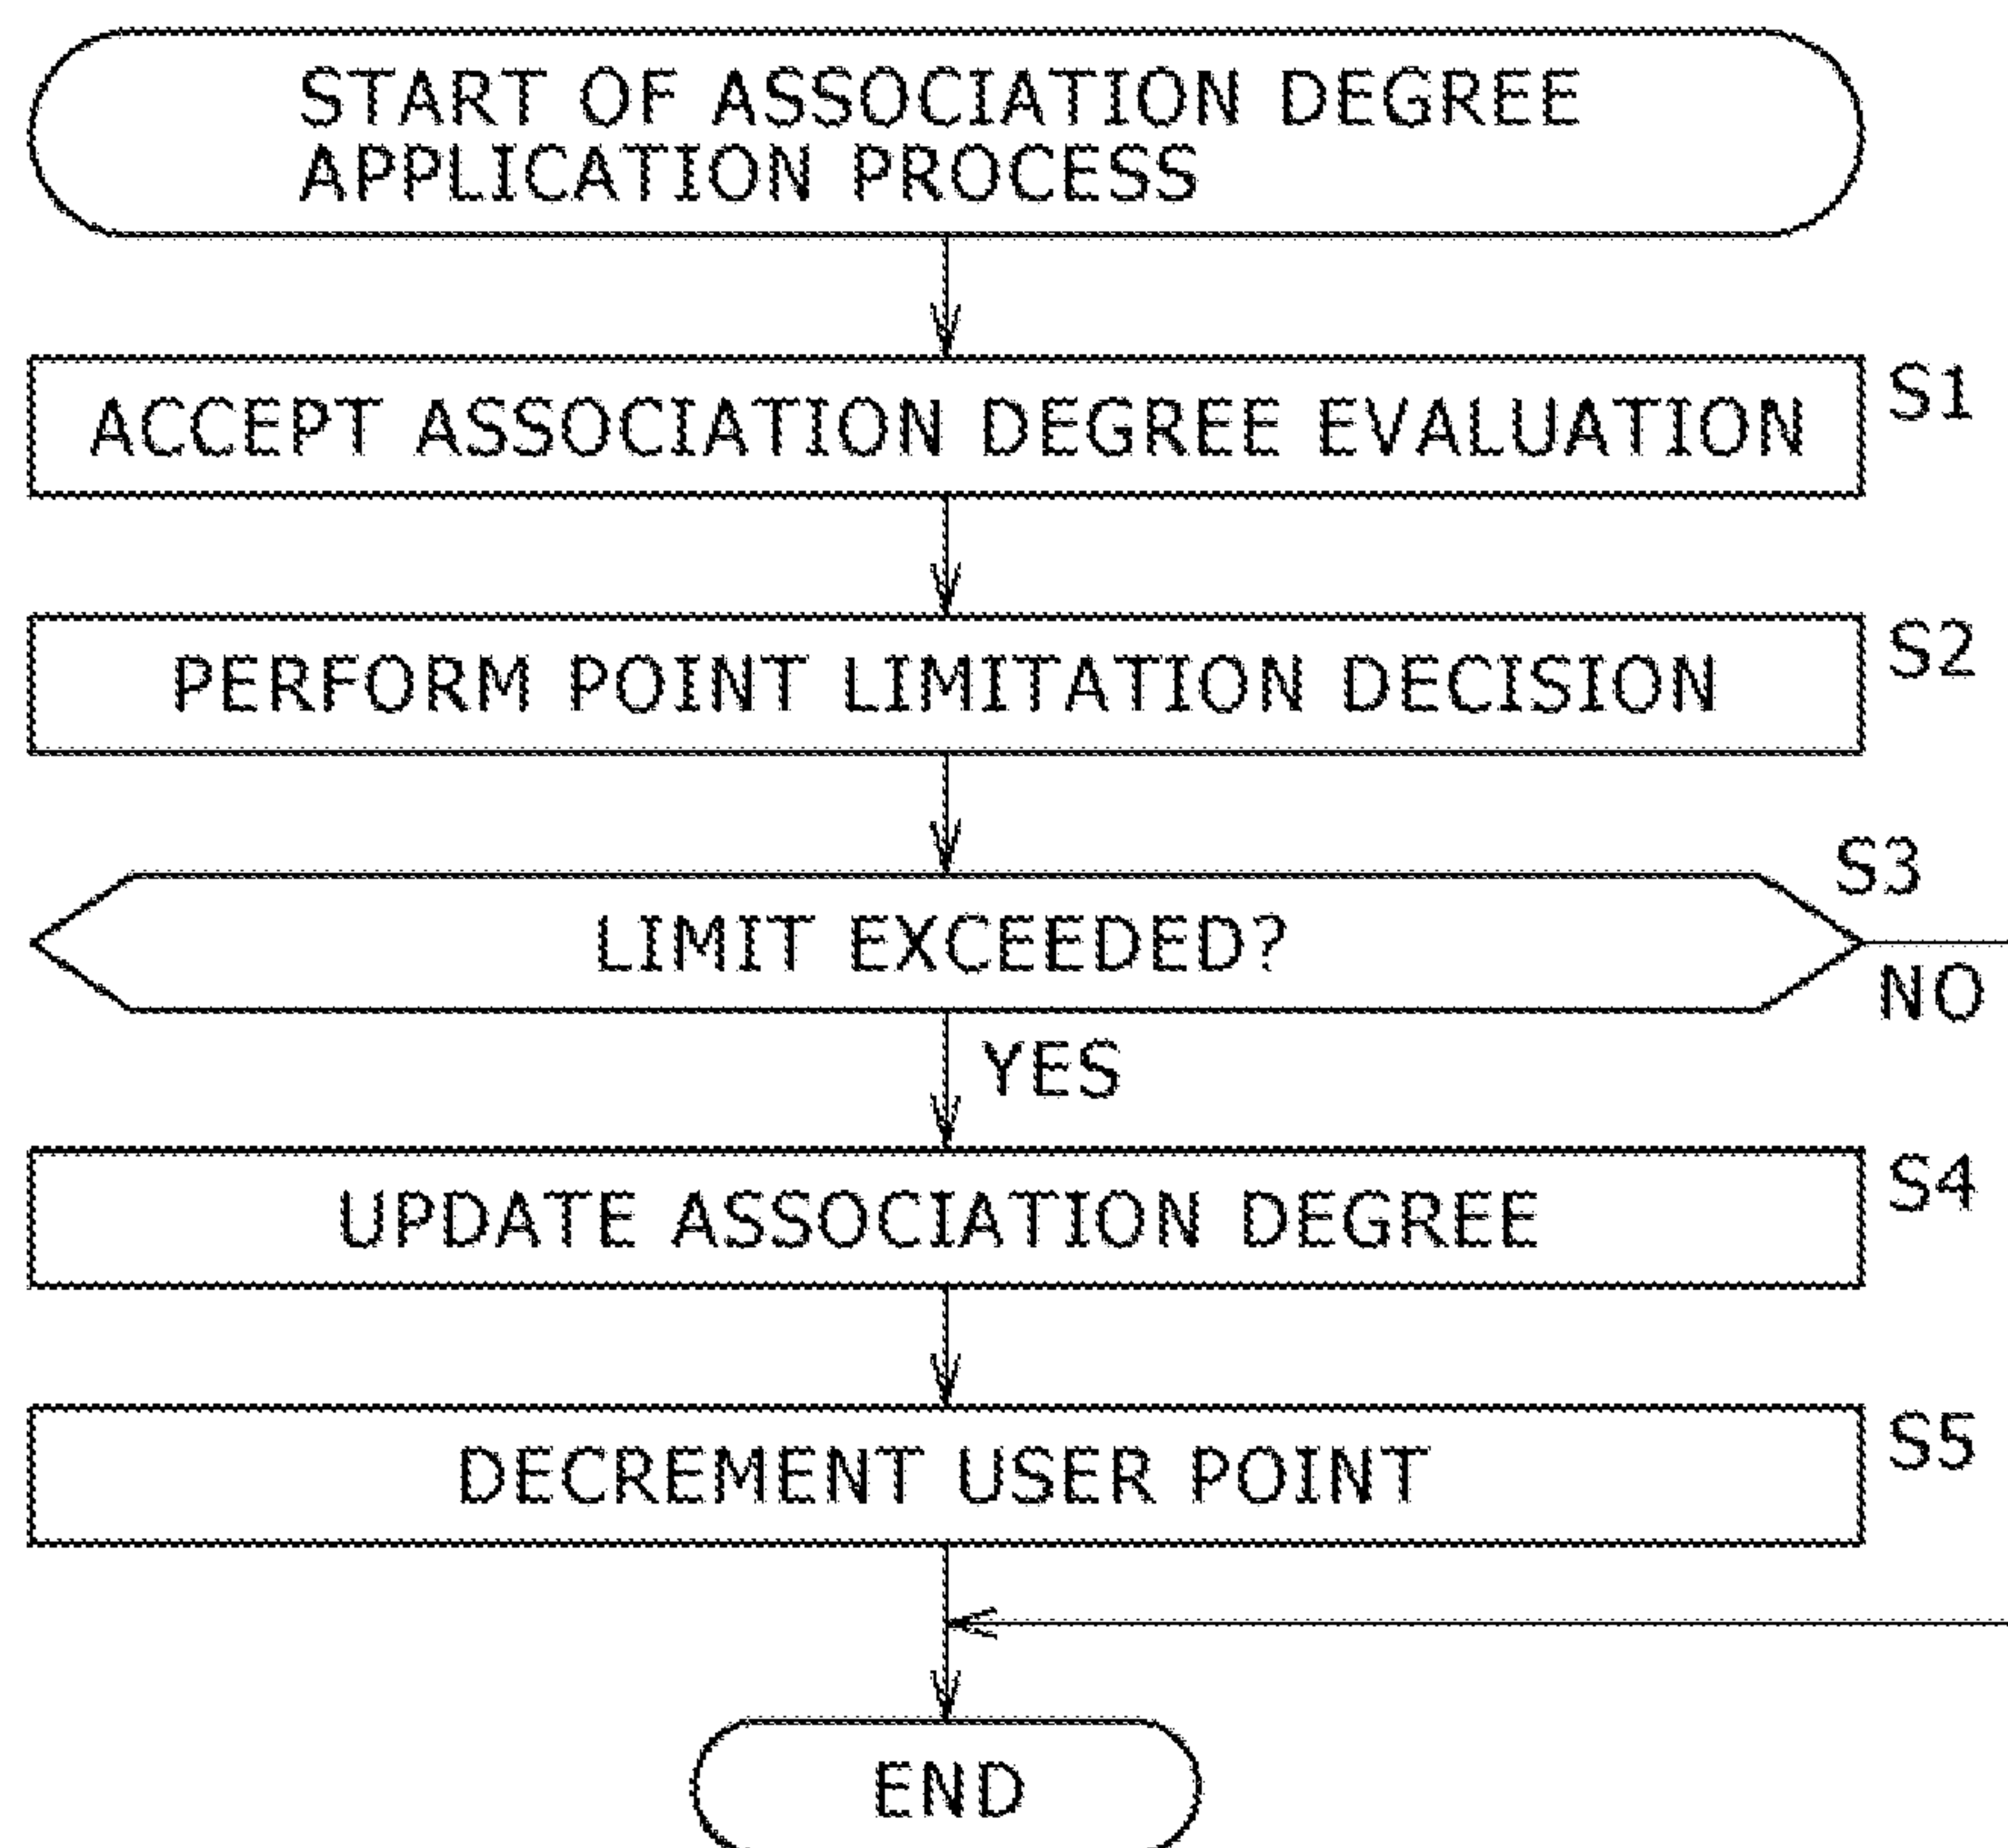 START OF ASSOCIATION DEGREE
APPLICATION PROCESS
ACCEPT ASSOCIATION DEGREE EVALUATION
S1
PERFORM POINT LIMITATION DECISION
S2
S3
LIMIT EXCEEDED?
NO
YES
UPDATE ASSOCIATION DEGREE
S4
DECREMENT USER POINT
S5
END